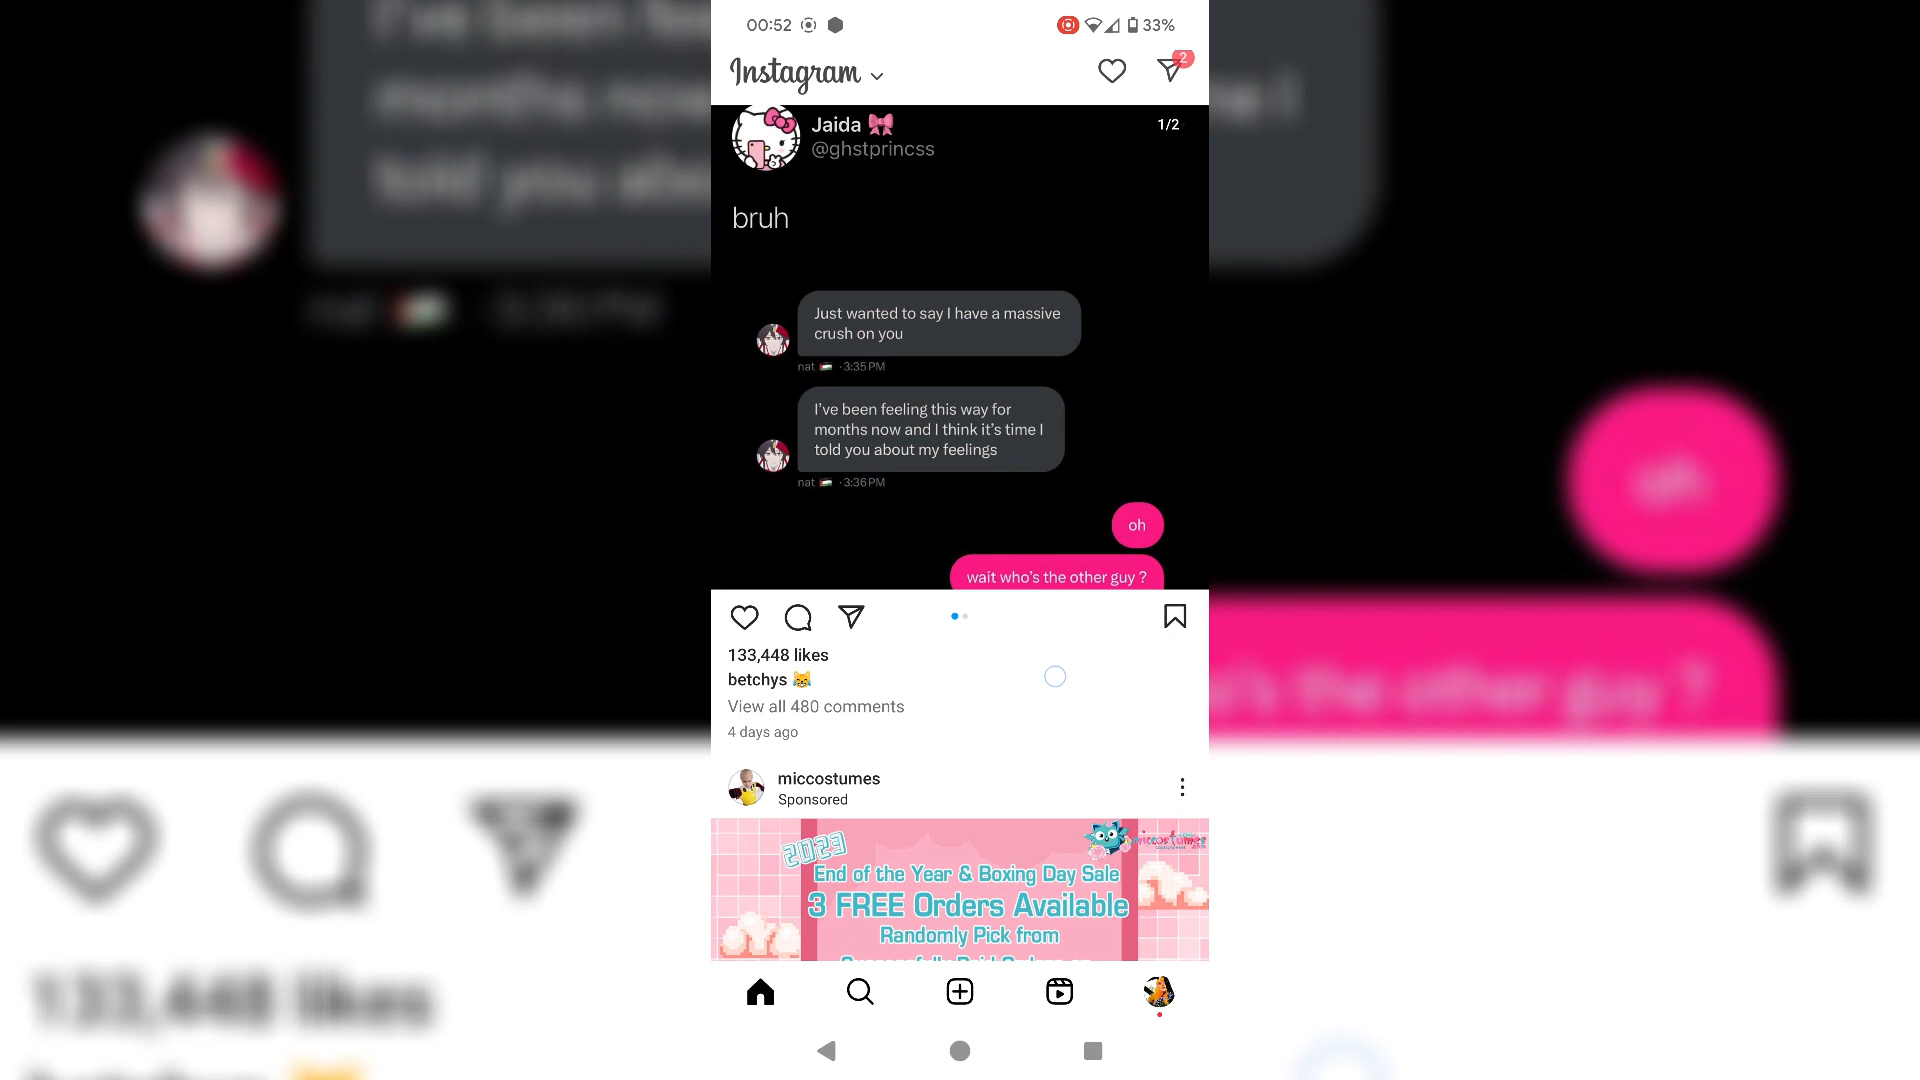 00:52
33%
Instagram
2
Jaida
1/2
@ghstprincss
bruh
Just wanted to say I have a massive
crush on you
nat · 3:35 PM
I've been feeling this way for
months now and I think it's time I
told you about my feelings
nat · 3:36 PM
oh
wait who's the other guy ?
133,448 likes
betchys
View all 480 comments
4 days ago
miccostumes
Sponsored
2023
miccostumes
.com
End of the Year & Boxing Day Sale
3 FREE Orders Available
Randomly Pick from